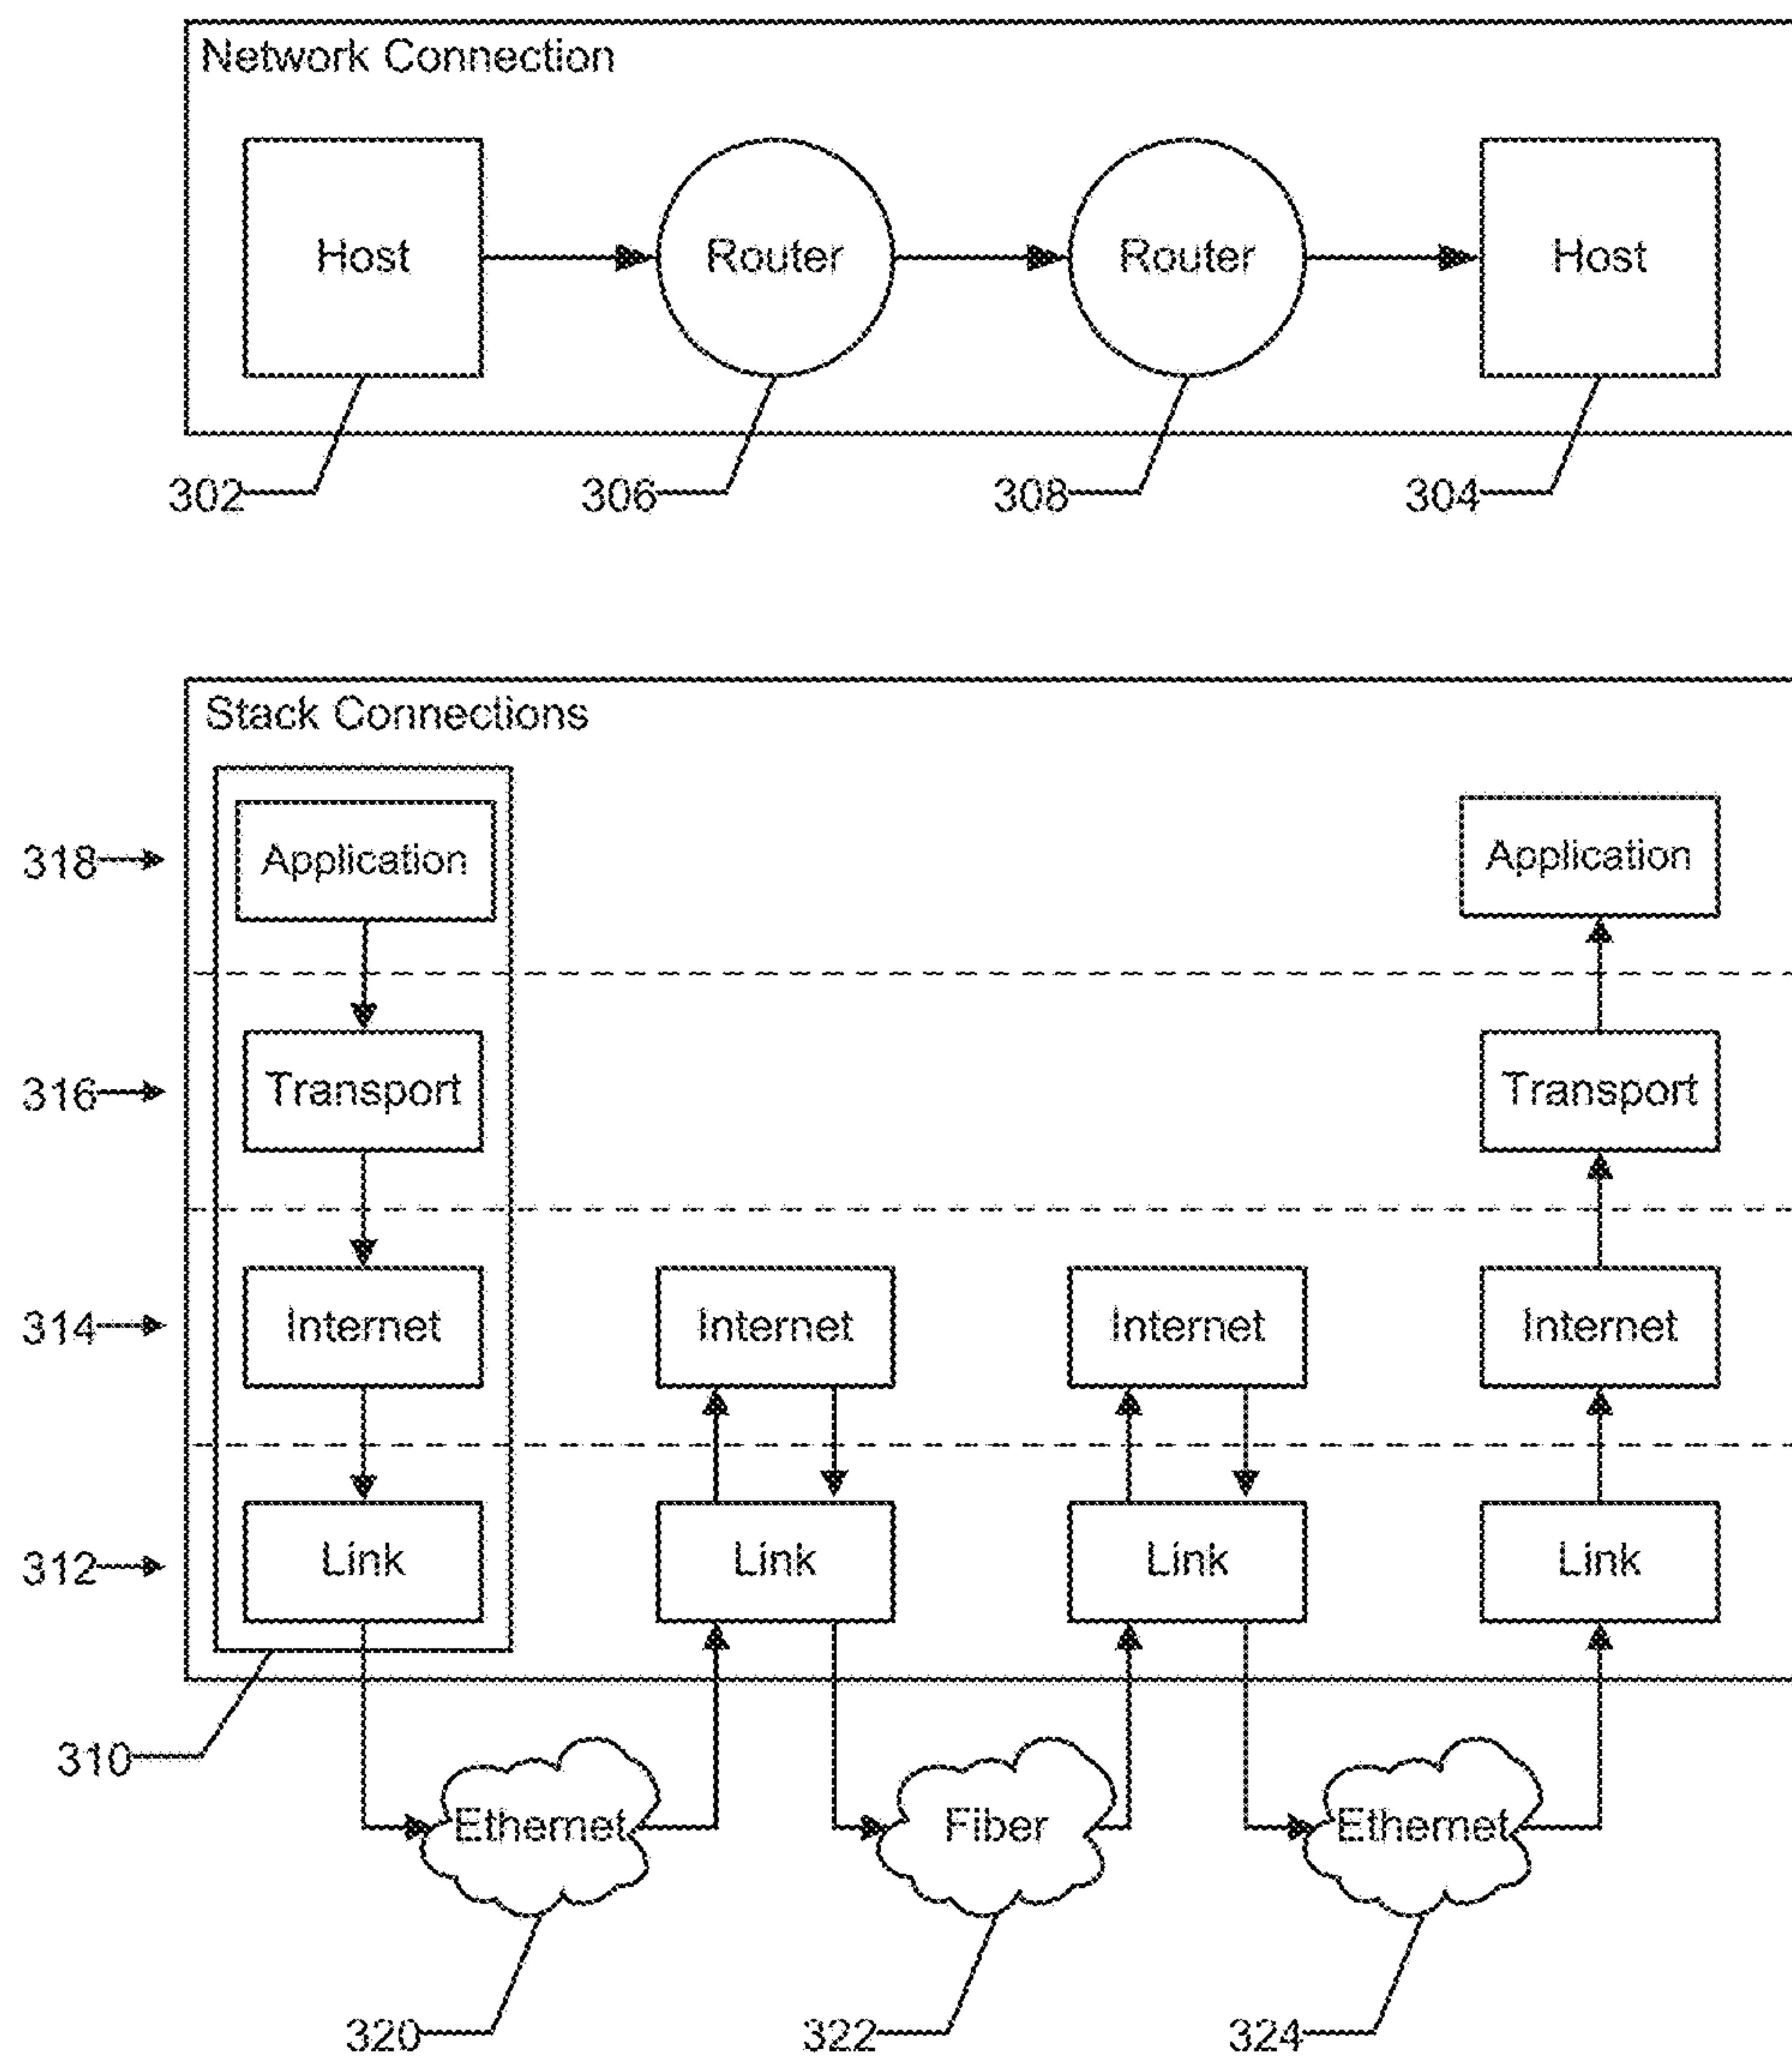 Network Connection
Host Router Router Host
302 306 308 304
Stack Connections
318 Application Application
316 Transport Transport
314 Internet Internet Internet Internet
312 Link Link Link Link
310
Ethernet Fiber Ethernet
320 322 324